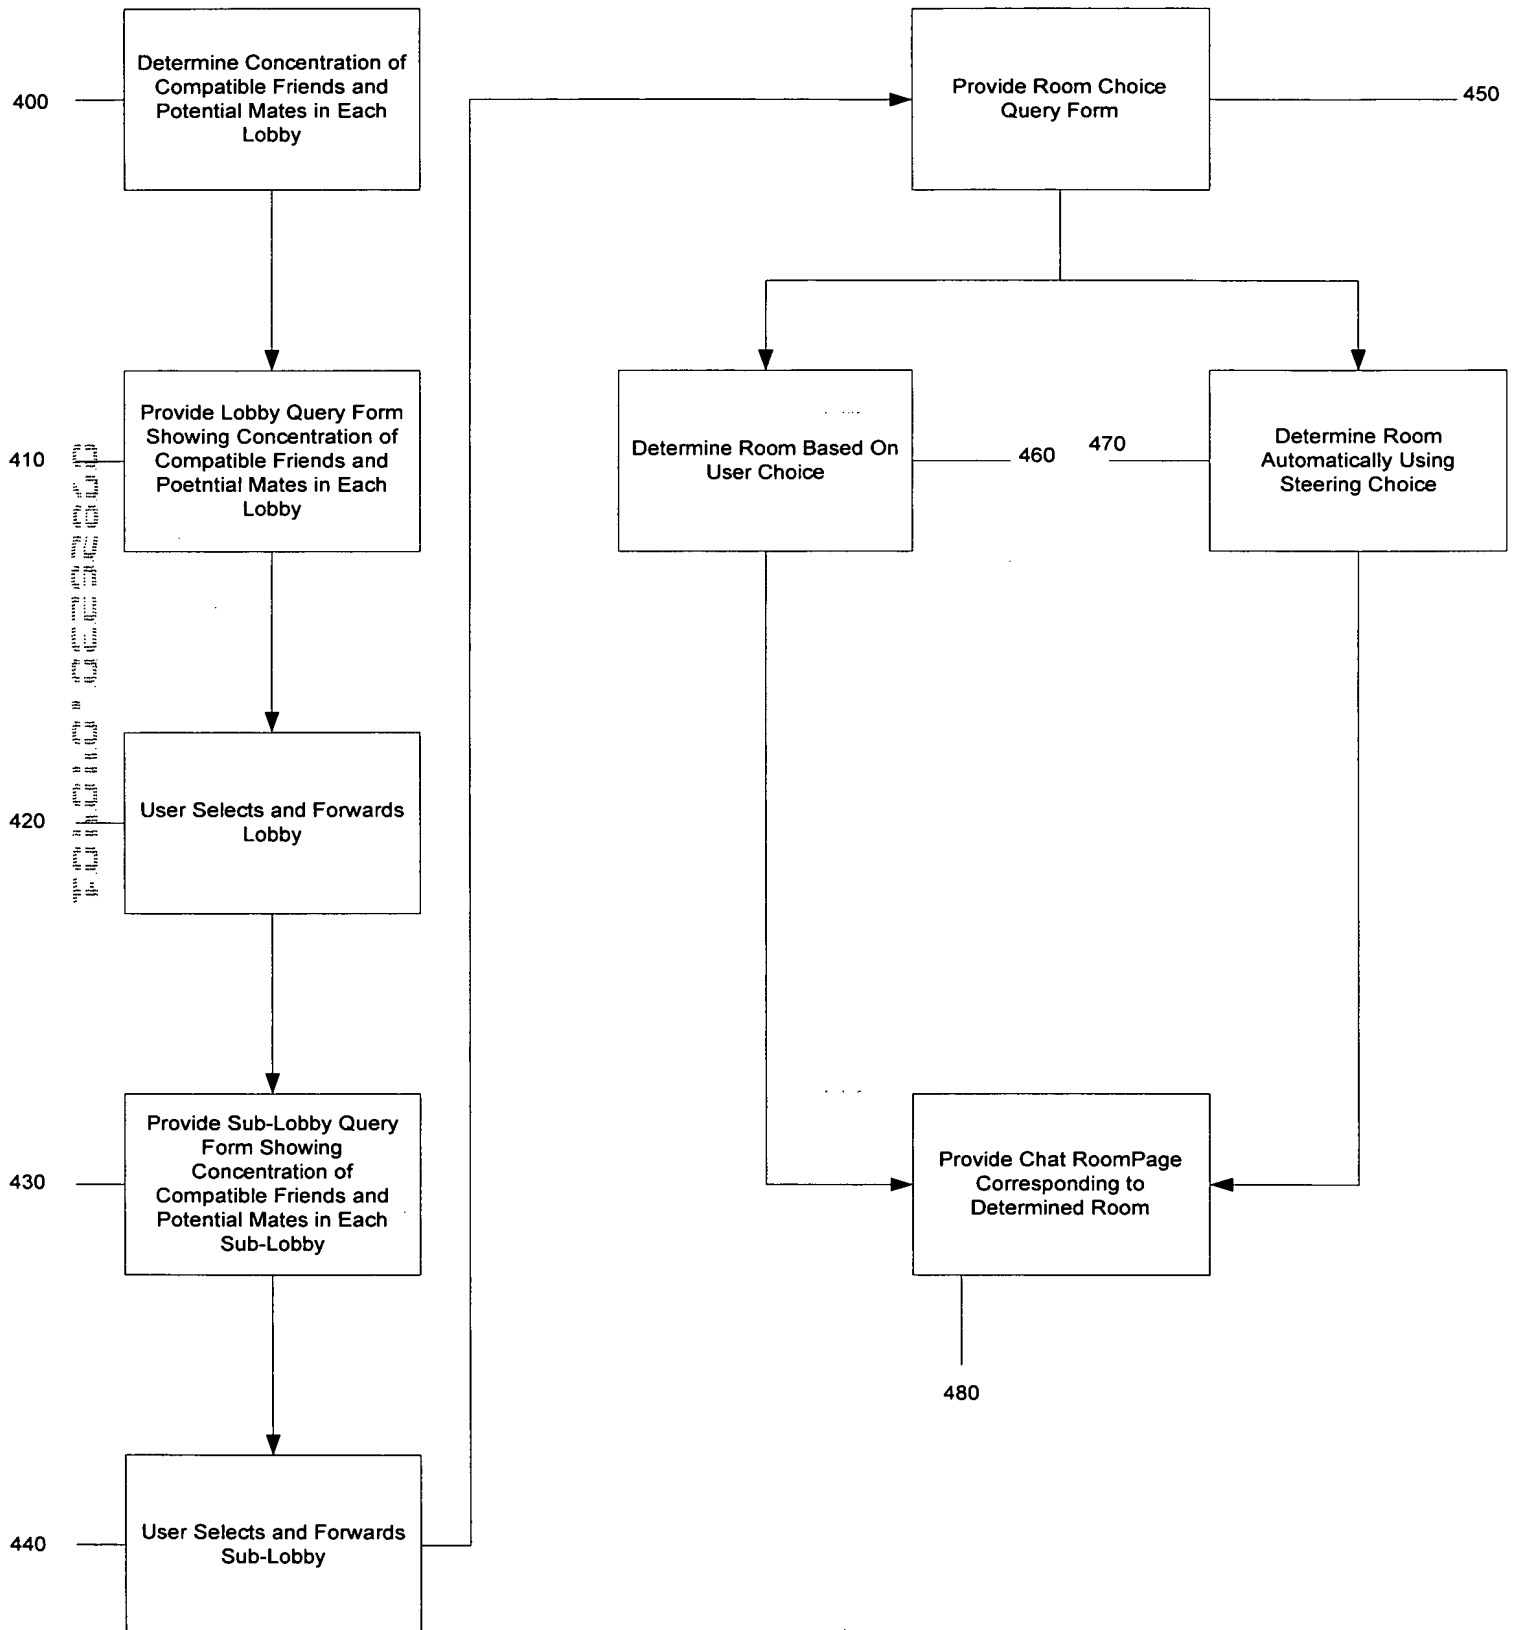 400
Determine Concentration of
Compatible Friends and
Potential Mates in Each
Lobby
410
Provide Lobby Query Form
Showing Concentration of
Compatible Friends and
Poetntial Mates in Each
Lobby
420
User Selects and Forwards
Lobby
430
Provide Sub-Lobby Query
Form Showing
Concentration of
Compatible Friends and
Potential Mates in Each
Sub-Lobby
440
User Selects and Forwards
Sub-Lobby
Provide Room Choice
Query Form
450
Determine Room Based On
User Choice
460
470
Determine Room
Automatically Using
Steering Choice
Provide Chat RoomPage
Corresponding to
Determined Room
480